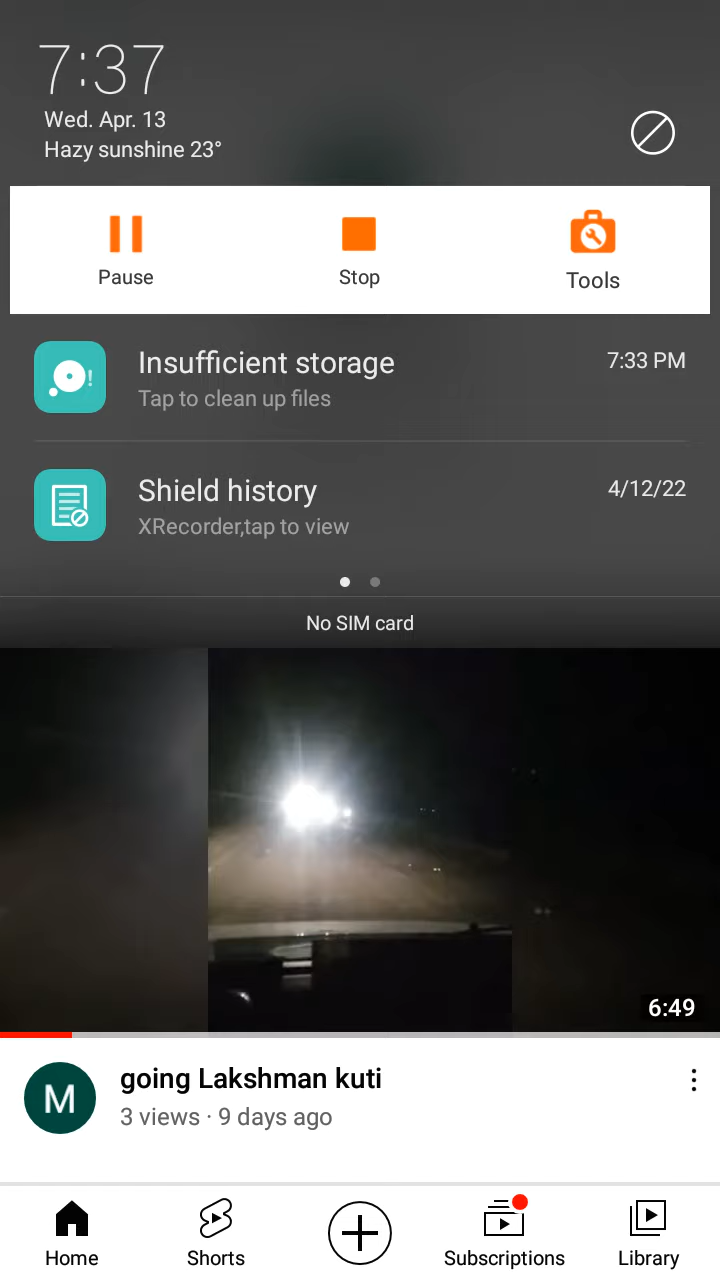 7:37
Wed. Apr. 13
Hazy sunshine 23°
Pause Stop Tools
Insufficient storage 7:33 PM
Tap to clean up files
Shield history 4/12/22
XRecorder,tap to view
No SIM card
6:49
M going Lakshman kuti
3 views · 9 days ago
Home Shorts Subscriptions Library